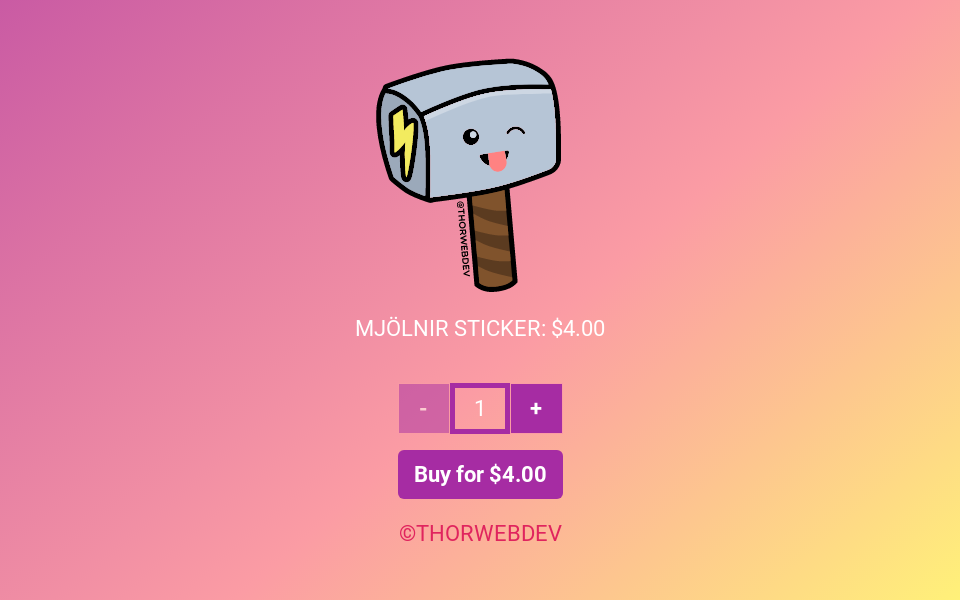 @THORWEBDEV
MJÖLNIR STICKER: $4.00
- 1 +
Buy for $4.00
©THORWEBDEV